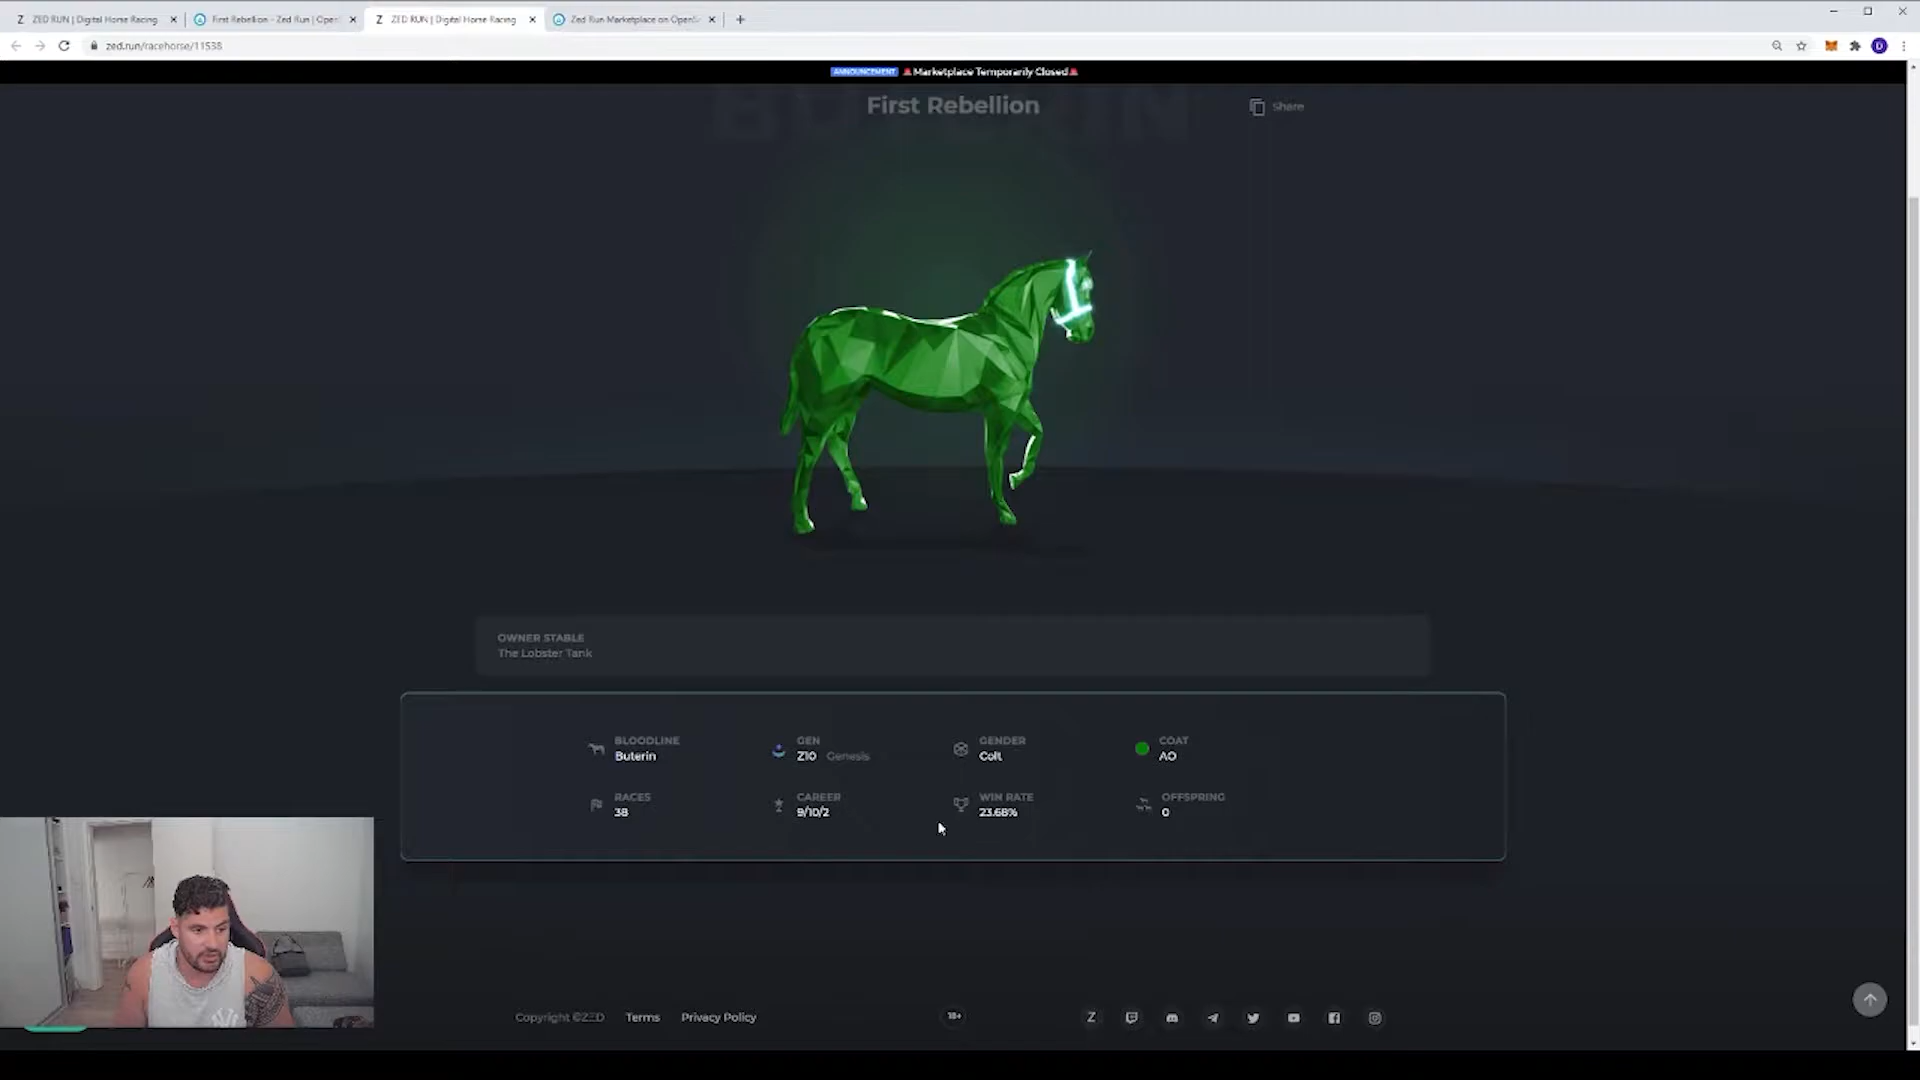 ZED RUN | Digital Horse Racing
First Rebellion - Zed Run | Open
ZED RUN | Digital Horse Racing
Zed Run Marketplace on OpenS
zed.run/racehorse/11538
D
ANNOUNCEMENT 🚨Marketplace Temporarily Closed🚨
BUTERIN
First Rebellion
Share
OWNER STABLE
The Lobster Tank
BLOODLINE
Buterin
GEN
Z10 Genesis
GENDER
Colt
COAT
AO
RACES
38
CAREER
9/10/2
WIN RATE
23.68%
OFFSPRING
0
Copyright ©ZED
Terms
Privacy Policy
18+